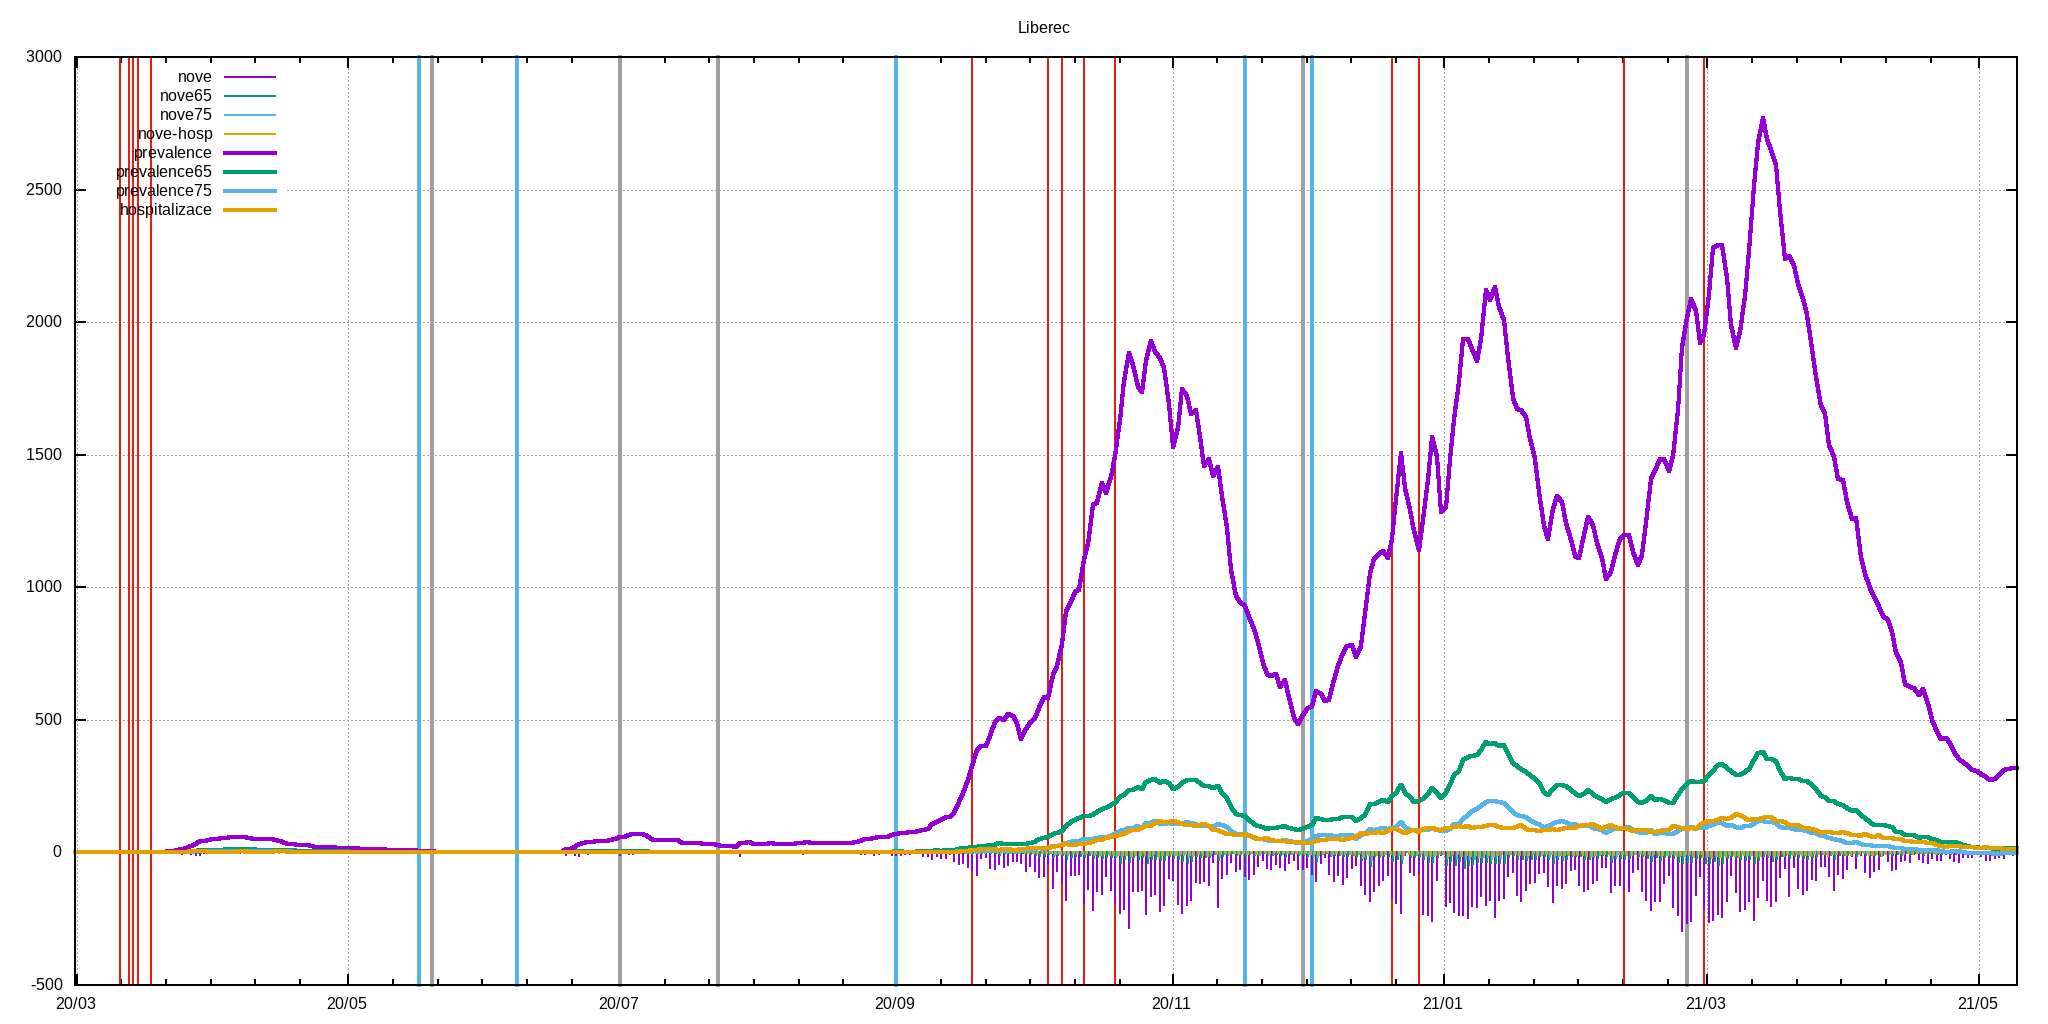 Liberec
3000
2500
2000
1500
1000
500
0
-500
nove
nove65
nove75
nove-hosp
prevalence
prevalence65
prevalence75
hospitalizace
20/03 20/05 20/07 20/09 20/11 21/01 21/03 21/05